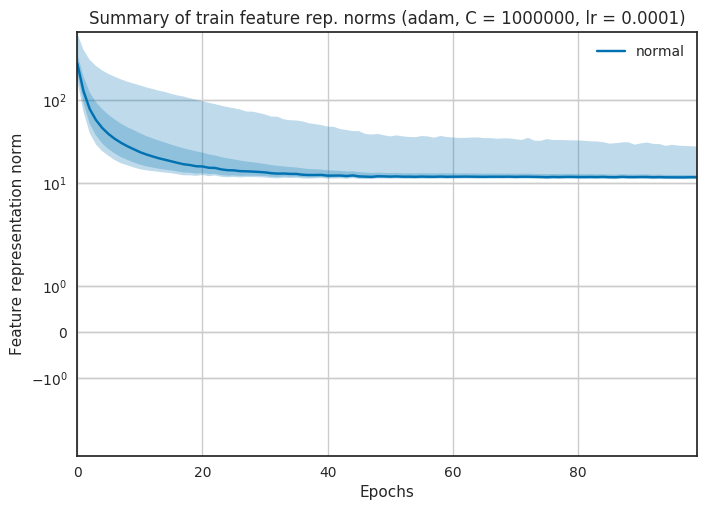 Summary of train feature rep. norms (adam, C = 1000000, lr = 0.0001)
normal
Feature representation norm
10²
10¹
10⁰
0
−10⁰
0 20 40 60 80
Epochs